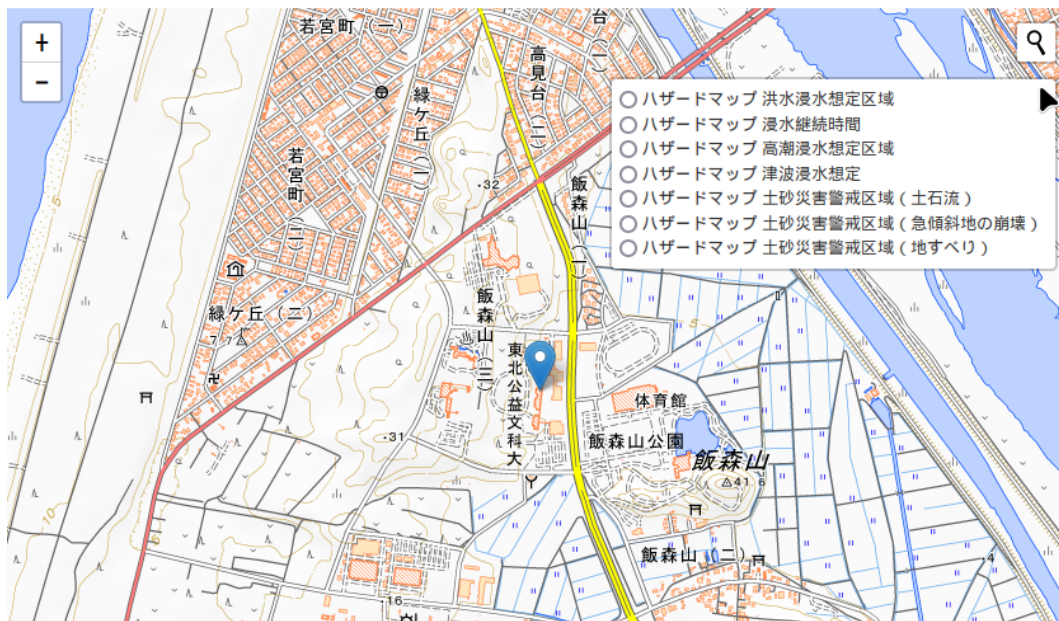 +
−
ハザードマップ 洪水浸水想定区域
ハザードマップ 浸水継続時間
ハザードマップ 高潮浸水想定区域
ハザードマップ 津波浸水想定
ハザードマップ 土砂災害警戒区域 ( 土石流 )
ハザードマップ 土砂災害警戒区域 ( 急傾斜地の崩壊 )
ハザードマップ 土砂災害警戒区域 ( 地すべり )
若宮町 (一)
台 (一)
高見台 (二)
緑ケ丘 (一)
若宮町 (二)
・32
飯森山 (一)
緑ケ丘 (二)
飯森山 (三)
7
7
5
東北公益文科大
体育館
・31
飯森山公園
飯森山
41
6
10
5
飯森山 (二)
・4
16